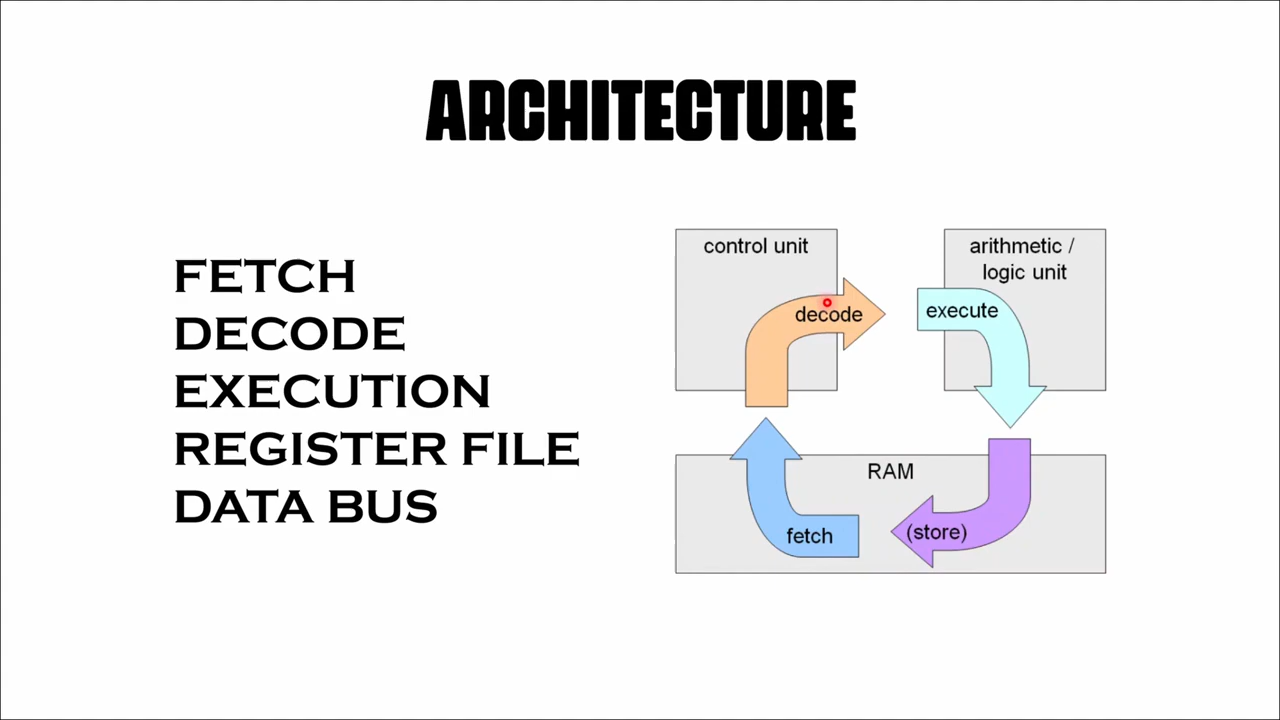 ARCHITECTURE
FETCH
DECODE
EXECUTION
REGISTER FILE
DATA BUS
control unit
decode
arithmetic /
logic unit
execute
RAM
fetch
(store)